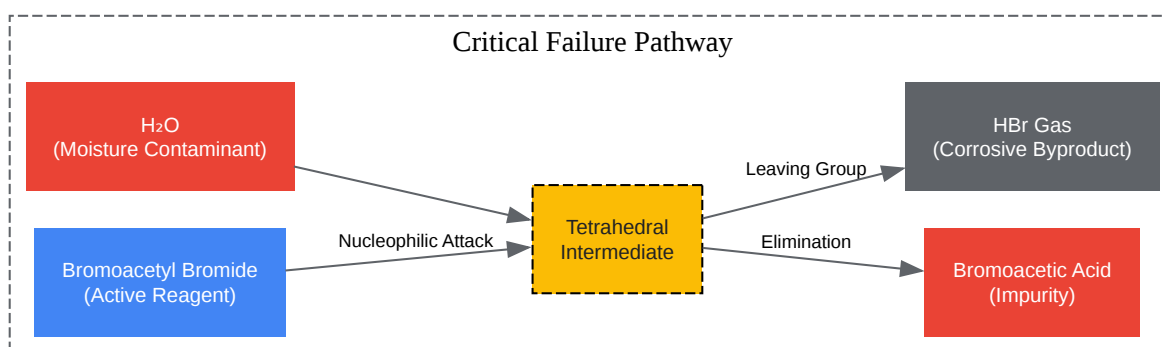 Critical Failure Pathway
H₂O
(Moisture Contaminant)
HBr Gas
(Corrosive Byproduct)
Leaving Group
Tetrahedral
Intermediate
Nucleophilic Attack
Elimination
Bromoacetyl Bromide
(Active Reagent)
Bromoacetic Acid
(Impurity)